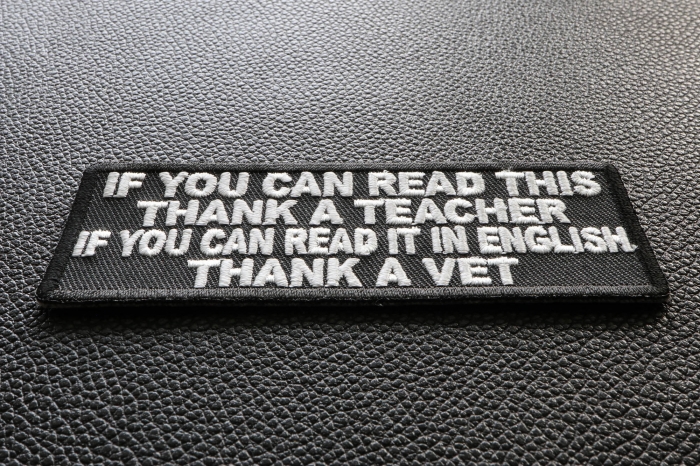 IF YOU CAN READ THIS
THANK A TEACHER
IF YOU CAN READ IT IN ENGLISH.
THANK A VET